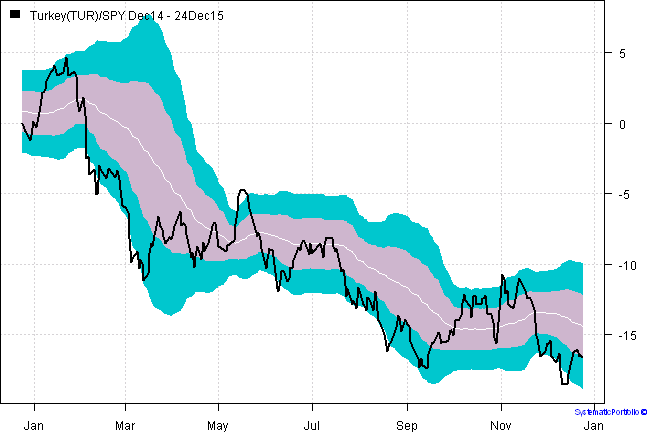 Turkey(TUR)/SPY Dec14 - 24Dec15
5
0
-5
-10
-15
Jan Mar May Jul Sep Nov Jan
SystematicPortfolio ©